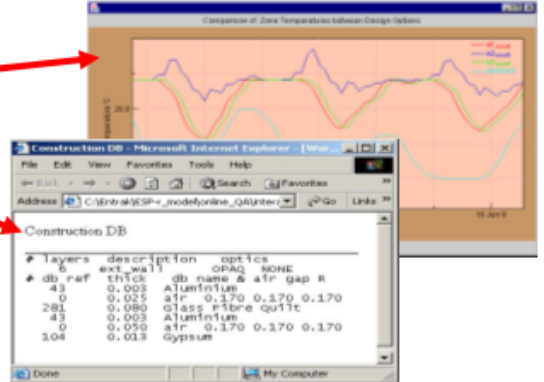 Comparison of Zone Temperatures between Design Options
Temperature °C
Construction DB - Microsoft Internet Explorer - [Wor...
File Edit View Favorites Tools Help
Back Search Favorites
Address C:\Entrak\ESP-r_model\online_QA\inter Go Links »
Construction DB
# layers description optics
6 ext_wall OPAQ NONE
# db ref thick db name & air gap R
43 0.003 Aluminium
0 0.025 air 0.170 0.170 0.170
281 0.080 Glass Fibre Quilt
43 0.003 Aluminium
0 0.050 air 0.170 0.170 0.170
104 0.013 Gypsum
Done My Computer